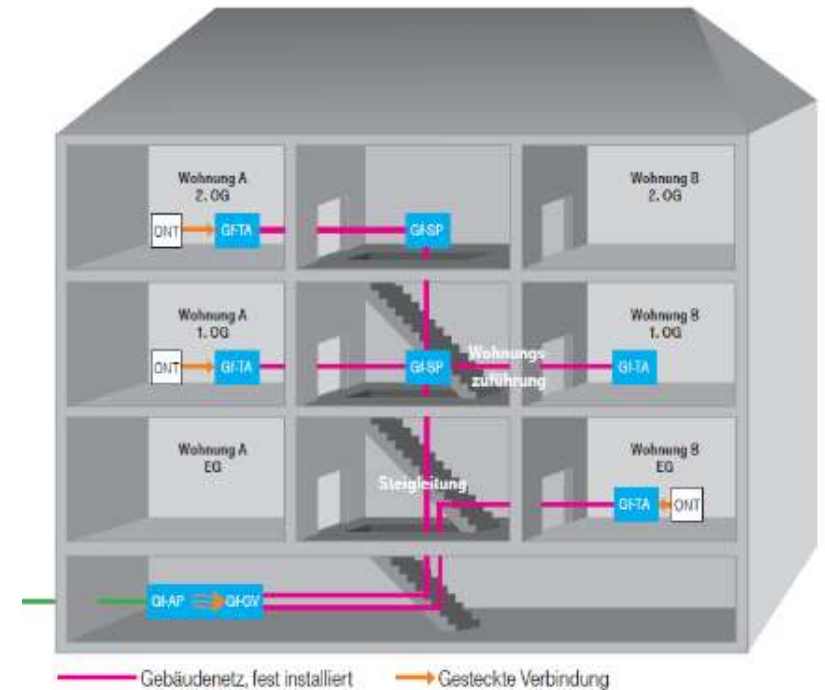 Wohnung A
2. OG
ONT
Gf-TA
Gf-SP
Wohnung B
2. OG
Wohnung A
1. OG
ONT
Gf-TA
Gf-SP
Wohnungs
zuführung
Wohnung B
1. OG
Gf-TA
Wohnung A
EG
Steigleitung
Wohnung B
EG
Gf-TA
ONT
Gf-AP
Gf-GV
Gebäudenetz, fest installiert
Gesteckte Verbindung